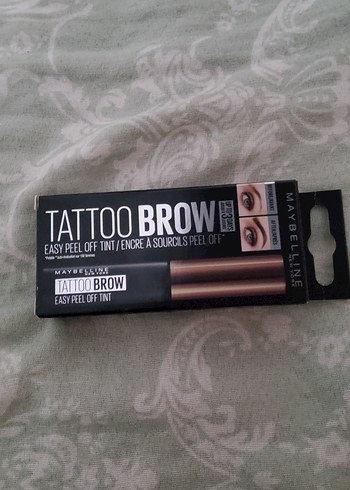 TATTOO BROW
EASY PEEL OFF TINT / ENCRE À SOURCILS PEEL OFF*
MAYBELLINE
NEW YORK
TATTOO BROW
EASY PEEL OFF TINT
MAYBELLINE